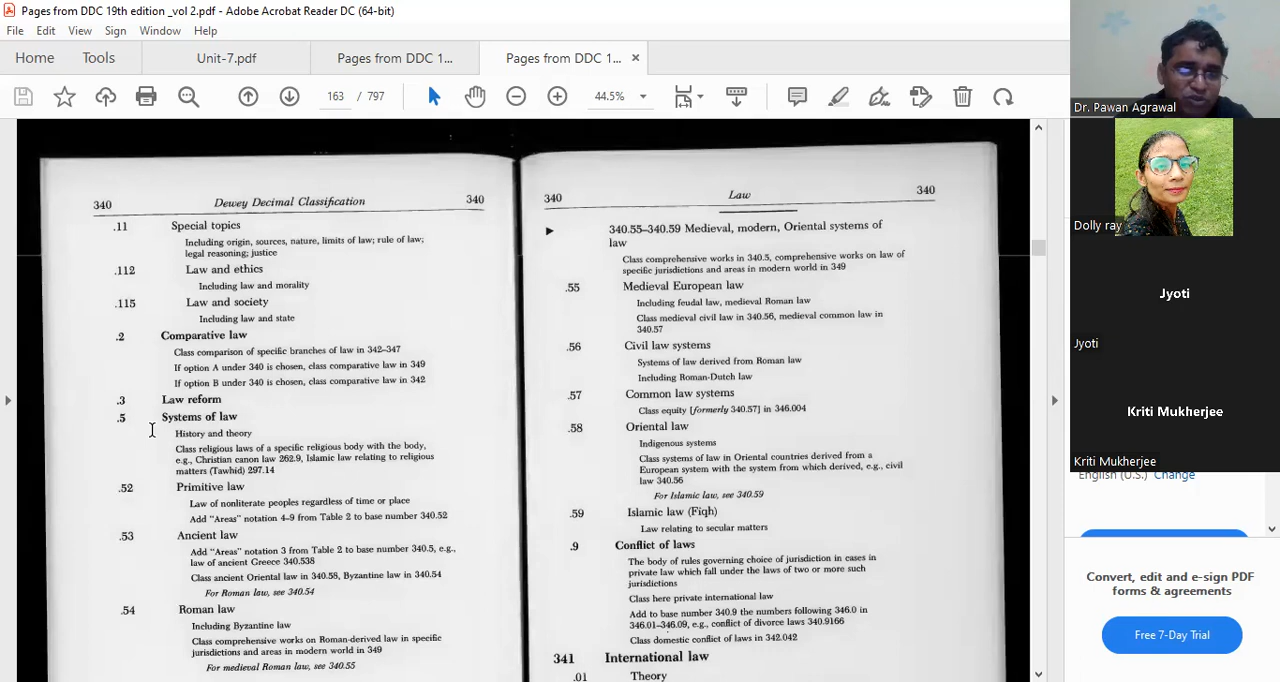 Pages from DDC 19th edition _vol 2.pdf - Adobe Acrobat Reader DC (64-bit)
File Edit View Sign Window Help
Home Tools Unit-7.pdf Pages from DDC 1... Pages from DDC 1... ×
163 / 797 44.5%
340 Dewey Decimal Classification 340
.11 Special topics
Including origin, sources, nature, limits of law; rule of law;
legal reasoning; justice
.112 Law and ethics
Including law and morality
.115 Law and society
Including law and state
.2 Comparative law
Class comparison of specific branches of law in 342–347
If option A under 340 is chosen, class comparative law in 349
If option B under 340 is chosen, class comparative law in 342
.3 Law reform
.5 Systems of law
History and theory
Class religious laws of a specific religious body with the body,
e.g., Christian canon law 262.9, Islamic law relating to religious
matters (Tawhid) 297.14
.52 Primitive law
Law of nonliterate peoples regardless of time or place
Add "Areas" notation 4–9 from Table 2 to base number 340.52
.53 Ancient law
Add "Areas" notation 3 from Table 2 to base number 340.5, e.g.,
law of ancient Greece 340.538
Class ancient Oriental law in 340.58, Byzantine law in 340.54
For Roman law, see 340.54
.54 Roman law
Including Byzantine law
Class comprehensive works on Roman-derived law in specific
jurisdictions and areas in modern world in 349
For medieval Roman law, see 340.55
340 Law 340
340.55–340.59 Medieval, modern, Oriental systems of
law
Class comprehensive works in 340.5, comprehensive works on law of
specific jurisdictions and areas in modern world in 349
.55 Medieval European law
Including feudal law, medieval Roman law
Class medieval civil law in 340.56, medieval common law in
340.57
.56 Civil law systems
Systems of law derived from Roman law
Including Roman-Dutch law
.57 Common law systems
Class equity [formerly 340.57] in 346.004
.58 Oriental law
Indigenous systems
Class systems of law in Oriental countries derived from a
European system with the system from which derived, e.g., civil
law 340.56
For Islamic law, see 340.59
.59 Islamic law (Fiqh)
Law relating to secular matters
.9 Conflict of laws
The body of rules governing choice of jurisdiction in cases in
private law which fall under the laws of two or more such
jurisdictions
Class here private international law
Add to base number 340.9 the numbers following 346.0 in
346.01–346.09, e.g., conflict of divorce laws 340.9166
Class domestic conflict of laws in 342.042
341 International law
.01 Theory
Dr. Pawan Agrawal
Dolly ray
Jyoti
Jyoti
Kriti Mukherjee
Kriti Mukherjee
English (U.S.) Change
Convert, edit and e-sign PDF
forms & agreements
Free 7-Day Trial